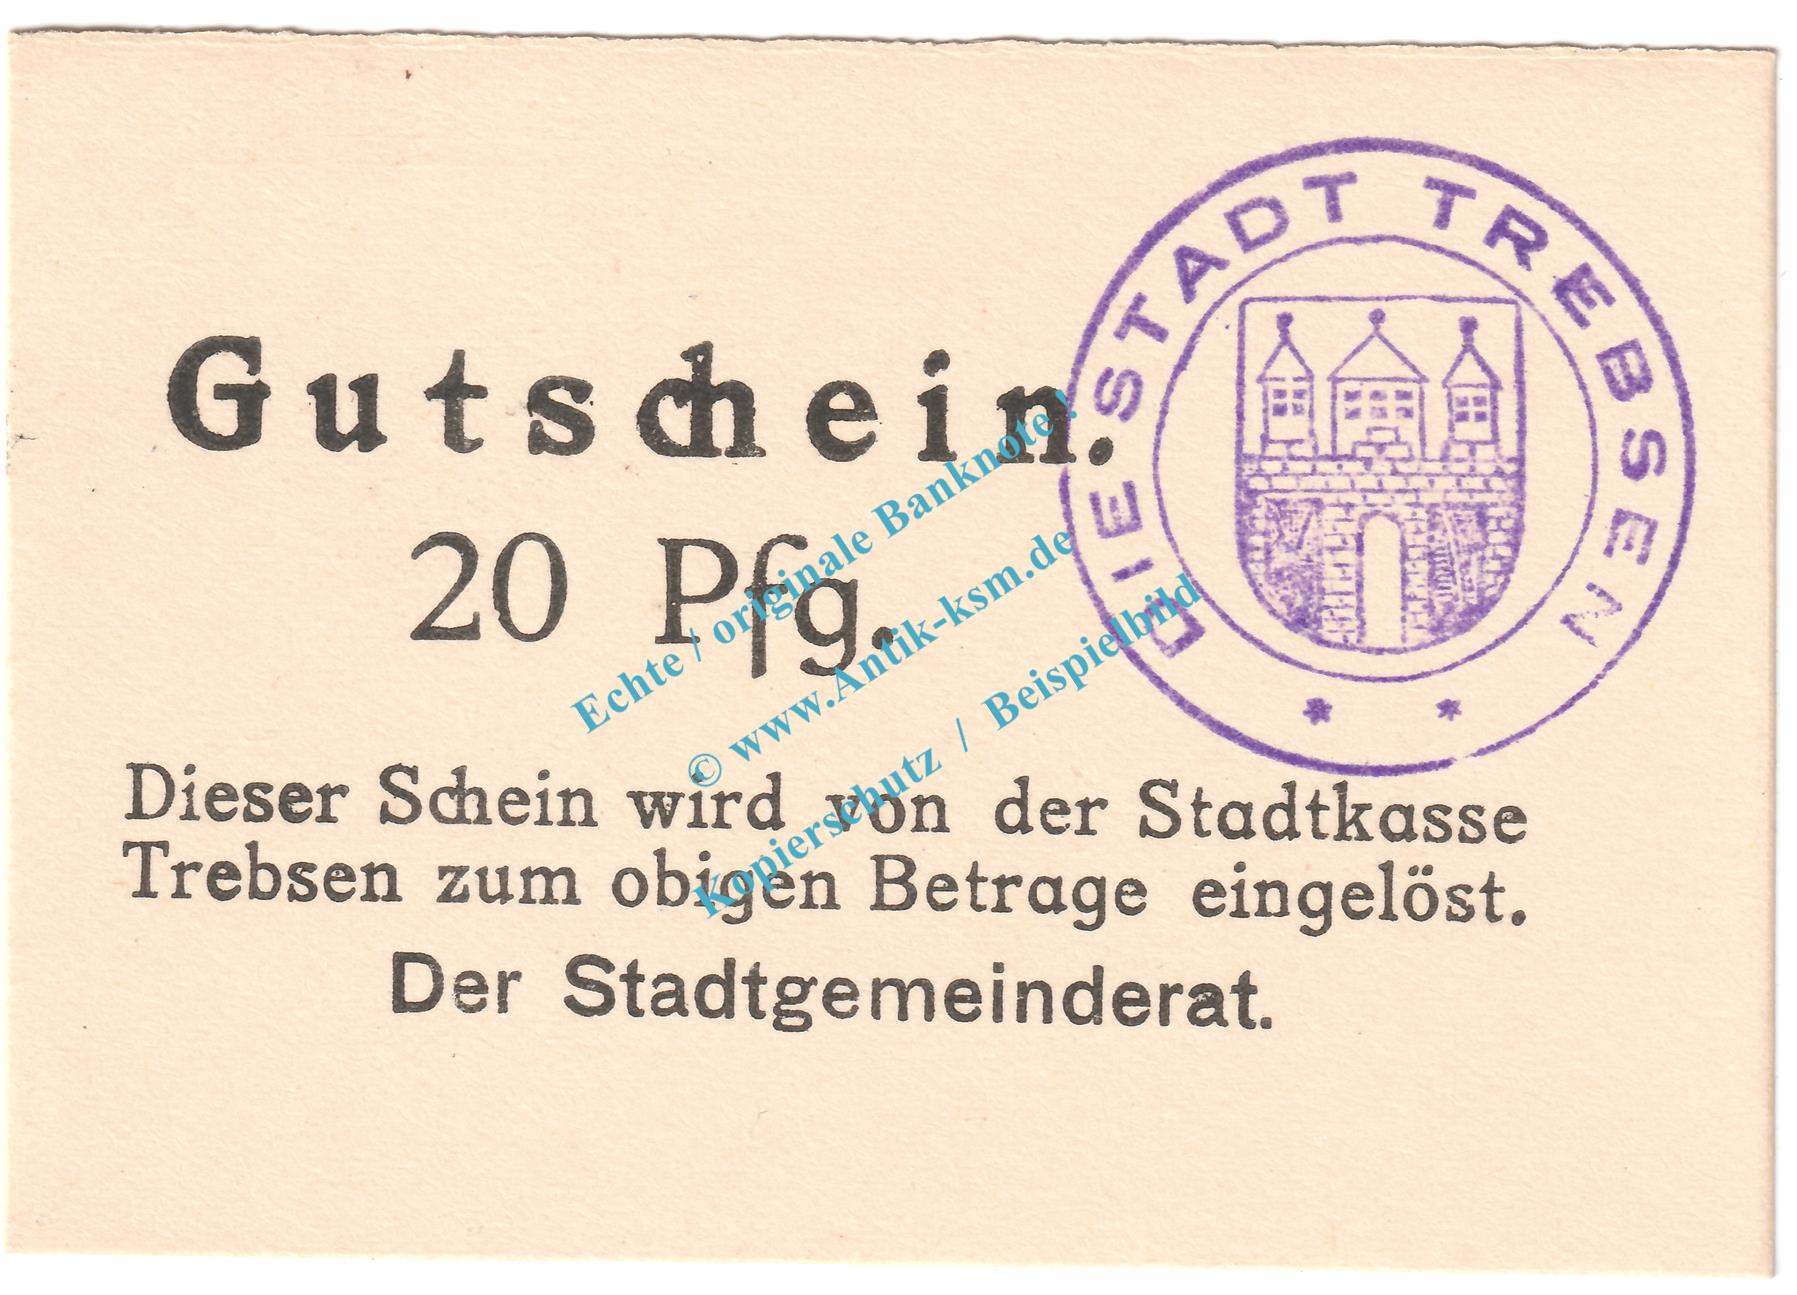 Gutschein.
20 Pfg.
Dieser Schein wird von der Stadtkasse
Trebsen zum obigen Betrage eingelöst.
Der Stadtgemeinderat.
DIE STADT TREBSEN
* *
Echte / originale Banknote !
© www.Antik-ksm.de
Kopierschutz / Beispielbild